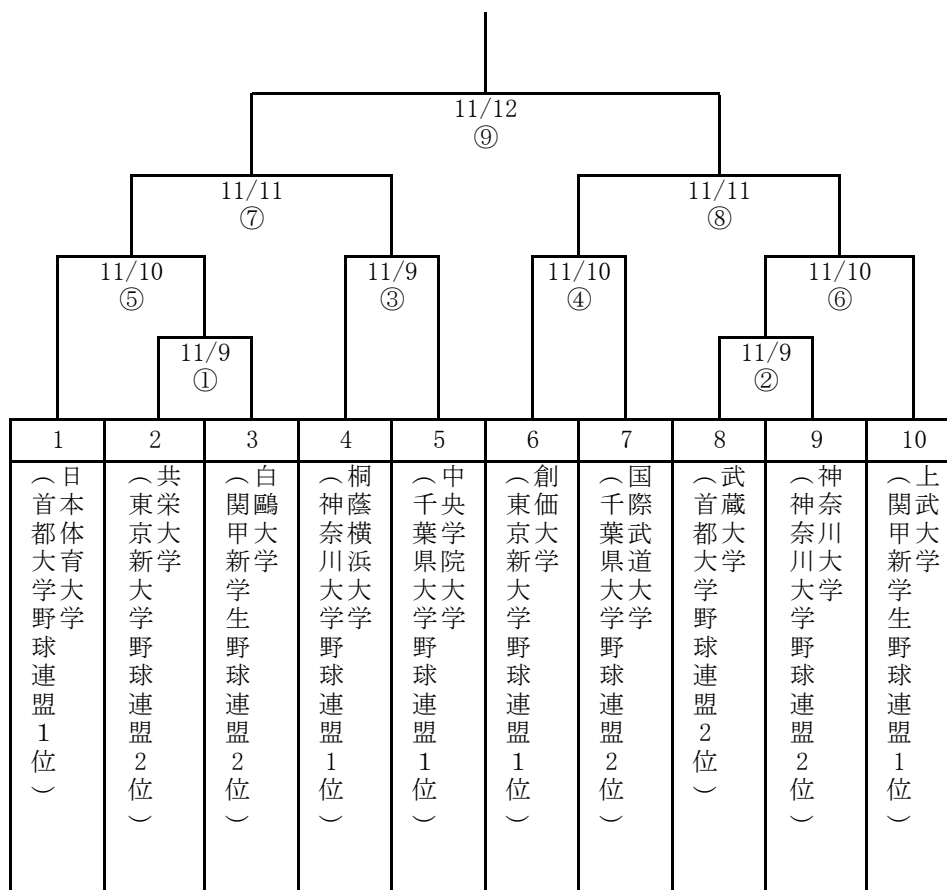 11/12
⑨
11/11
⑦
11/11
⑧
11/10
⑤
11/9
③
11/10
④
11/10
⑥
11/9
①
11/9
②
1
2
3
4
5
6
7
8
9
10
日本体育大学
（首都大学野球連盟１位）
共栄大学
（東京新大学野球連盟２位）
白鷗大学
（関甲新学生野球連盟２位）
桐蔭横浜大学
（神奈川大学野球連盟１位）
中央学院大学
（千葉県大学野球連盟１位）
創価大学
（東京新大学野球連盟１位）
国際武道大学
（千葉県大学野球連盟２位）
武蔵大学
（首都大学野球連盟２位）
神奈川大学
（神奈川大学野球連盟２位）
上武大学
（関甲新学生野球連盟１位）